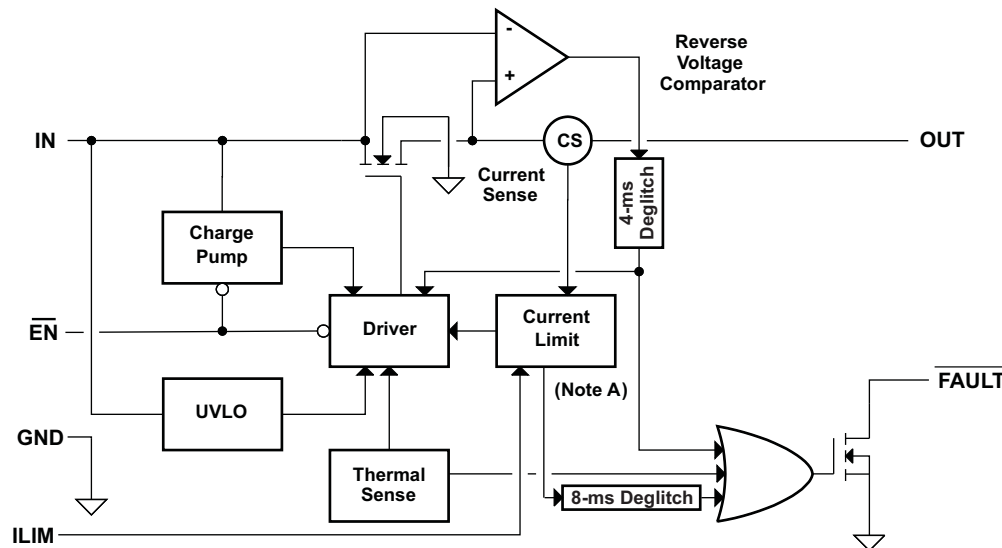 -
+
Reverse
Voltage
Comparator
IN
CS
OUT
Current
Sense
4-ms
Deglitch
Charge
Pump
EN
Driver
Current
Limit
(Note A)
FAULT
UVLO
GND
Thermal
Sense
8-ms Deglitch
ILIM